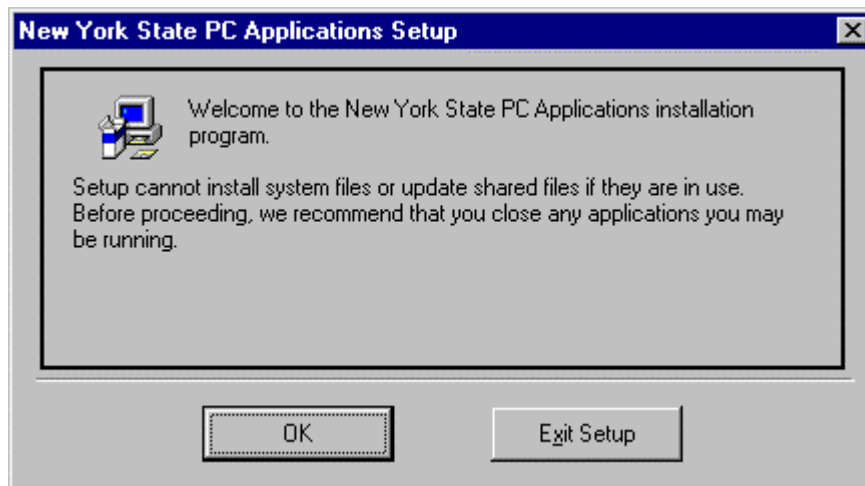 New York State PC Applications Setup
Welcome to the New York State PC Applications installation
program.
Setup cannot install system files or update shared files if they are in use.
Before proceeding, we recommend that you close any applications you may
be running.
OK
Exit Setup